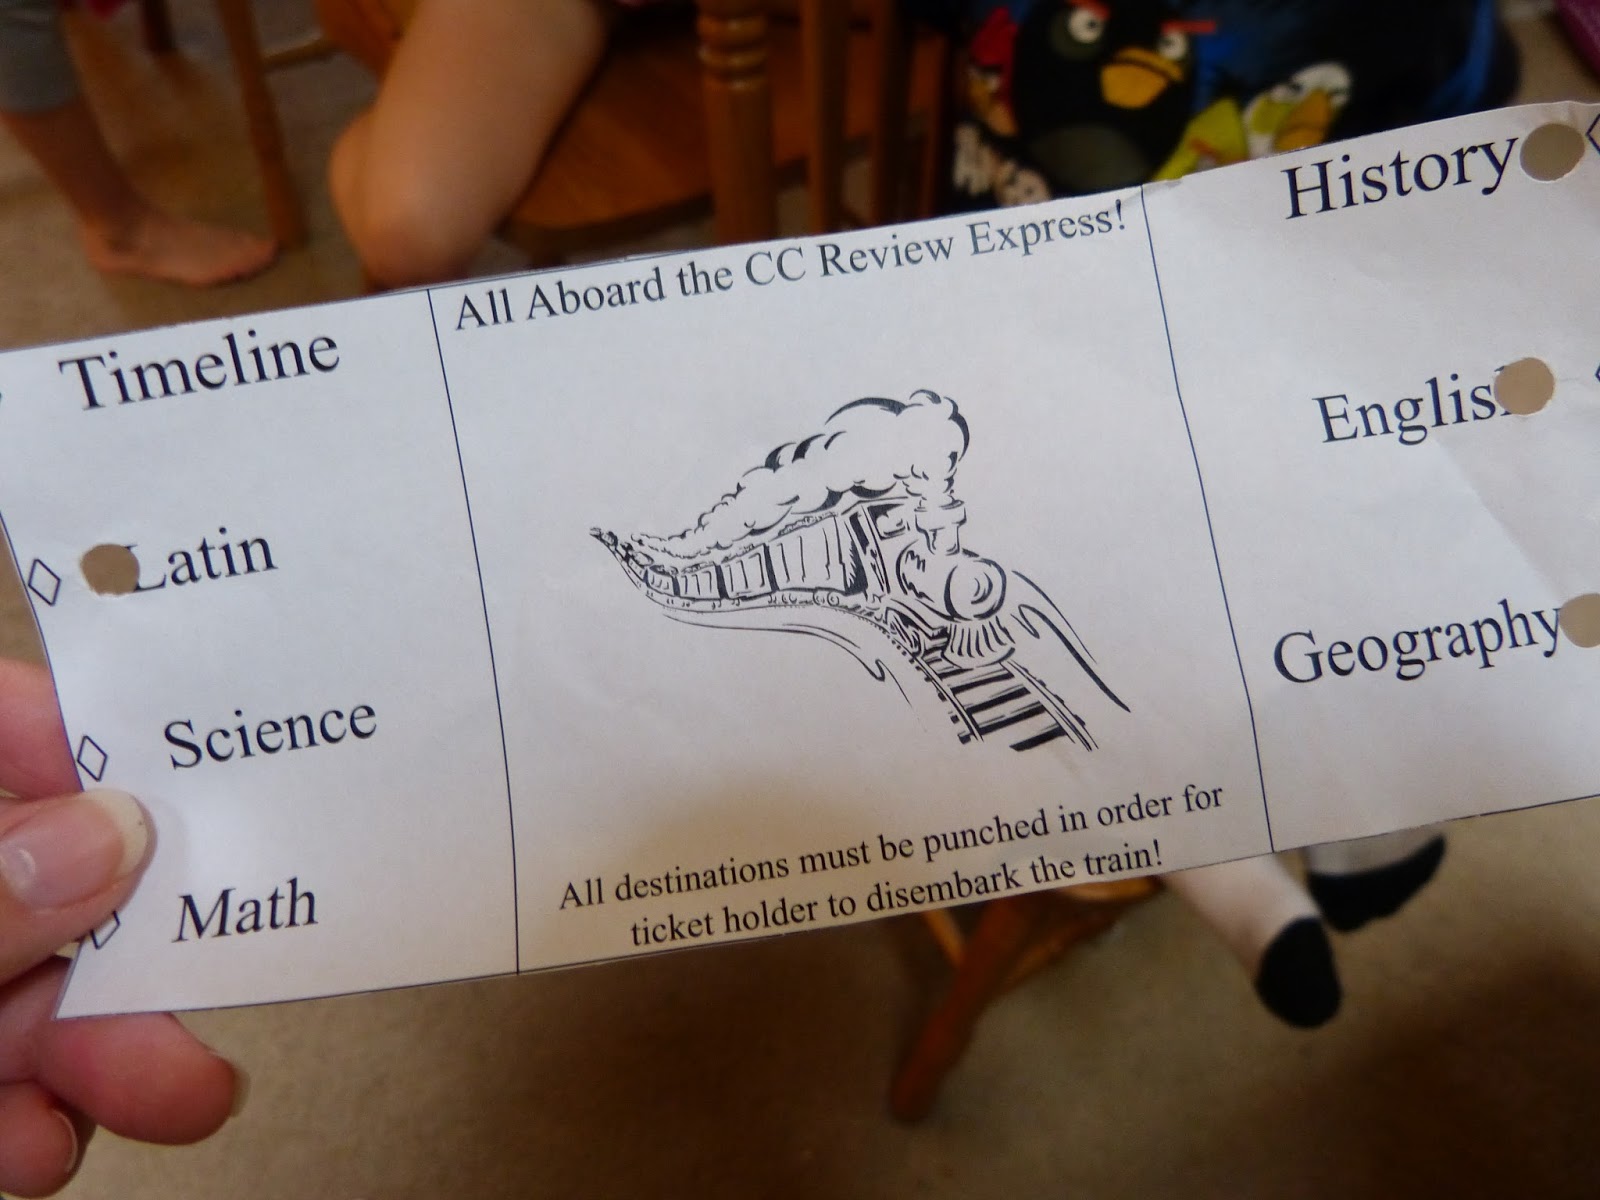 Timeline
Latin
Science
Math
All Aboard the CC Review Express!
All destinations must be punched in order for
ticket holder to disembark the train!
History
English
Geography